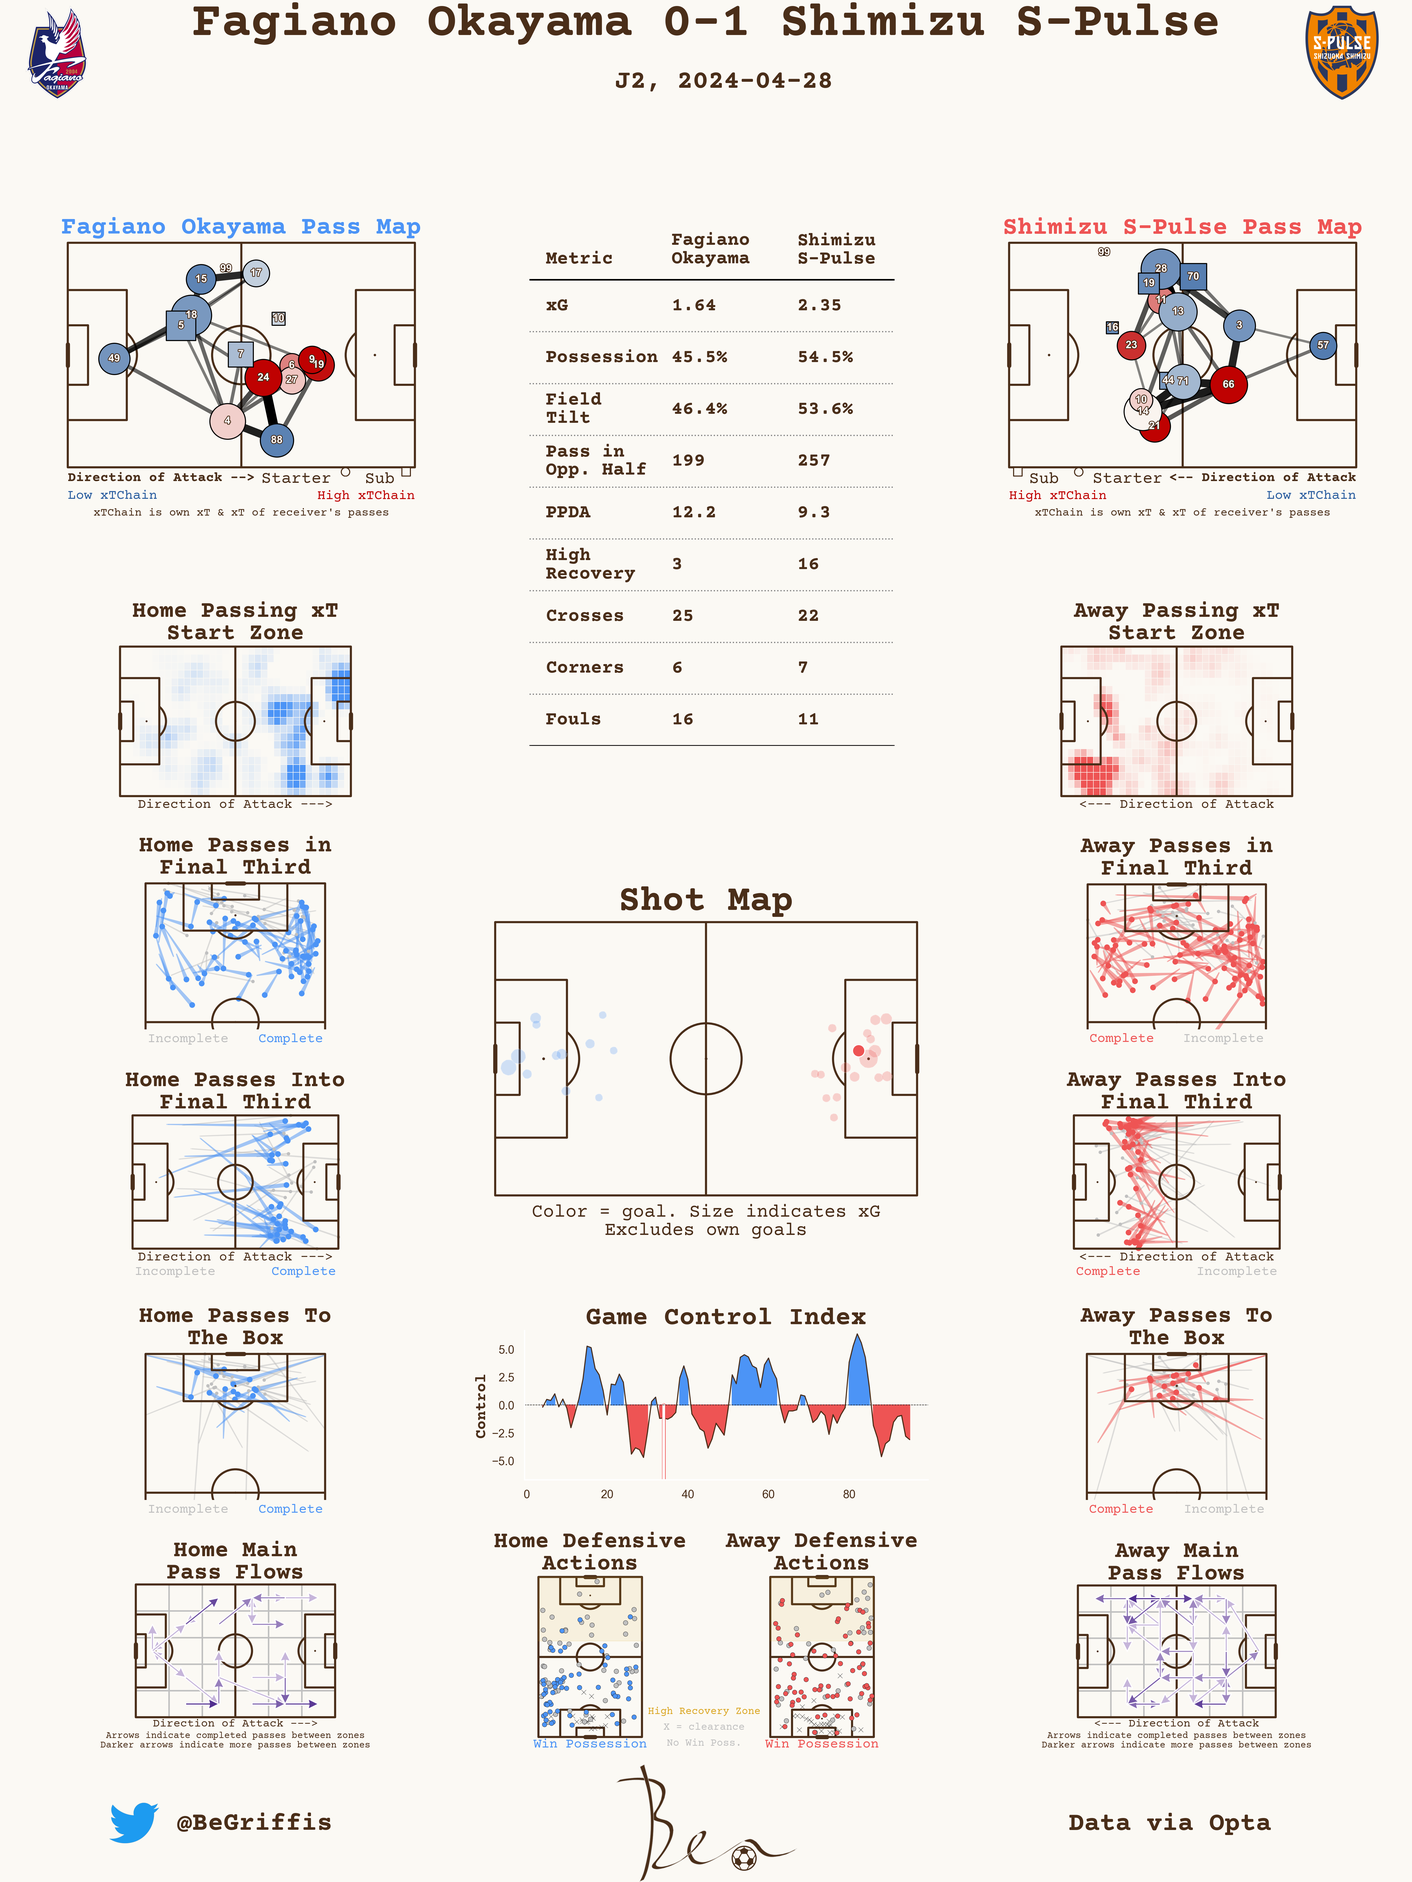 Fagiano Okayama 0-1 Shimizu S-Pulse
J2, 2024-04-28
Fagiano
OKAYAMA
S-PULSE
SHIZUOKA SHIMIZU
Fagiano Okayama Pass Map
15
99
17
18
5
10
49
7
6
9
19
24
27
4
88
Direction of Attack --> Starter Sub
Low xTChain High xTChain
xTChain is own xT & xT of receiver's passes
Metric Fagiano Okayama Shimizu S-Pulse
xG 1.64 2.35
Possession 45.5% 54.5%
Field Tilt 46.4% 53.6%
Pass in Opp. Half 199 257
PPDA 12.2 9.3
High Recovery 3 16
Crosses 25 22
Corners 6 7
Fouls 16 11
Shimizu S-Pulse Pass Map
99
28
19
70
11
13
16
3
23
57
44
71
66
10
14
21
Sub Starter <-- Direction of Attack
High xTChain Low xTChain
xTChain is own xT & xT of receiver's passes
Home Passing xT
Start Zone
Direction of Attack --->
Away Passing xT
Start Zone
<--- Direction of Attack
Home Passes in
Final Third
Incomplete Complete
Away Passes in
Final Third
Complete Incomplete
Shot Map
Color = goal. Size indicates xG
Excludes own goals
Home Passes Into
Final Third
Direction of Attack --->
Incomplete Complete
Away Passes Into
Final Third
<--- Direction of Attack
Complete Incomplete
Home Passes To
The Box
Incomplete Complete
Game Control Index
Control
5.0
2.5
0.0
−2.5
−5.0
0 20 40 60 80
Away Passes To
The Box
Complete Incomplete
Home Main
Pass Flows
Direction of Attack --->
Arrows indicate completed passes between zones
Darker arrows indicate more passes between zones
Home Defensive
Actions
Win Possession
Away Defensive
Actions
Win Possession
High Recovery Zone
X = clearance
No Win Poss.
Away Main
Pass Flows
<--- Direction of Attack
Arrows indicate completed passes between zones
Darker arrows indicate more passes between zones
@BeGriffis
Ben
Data via Opta